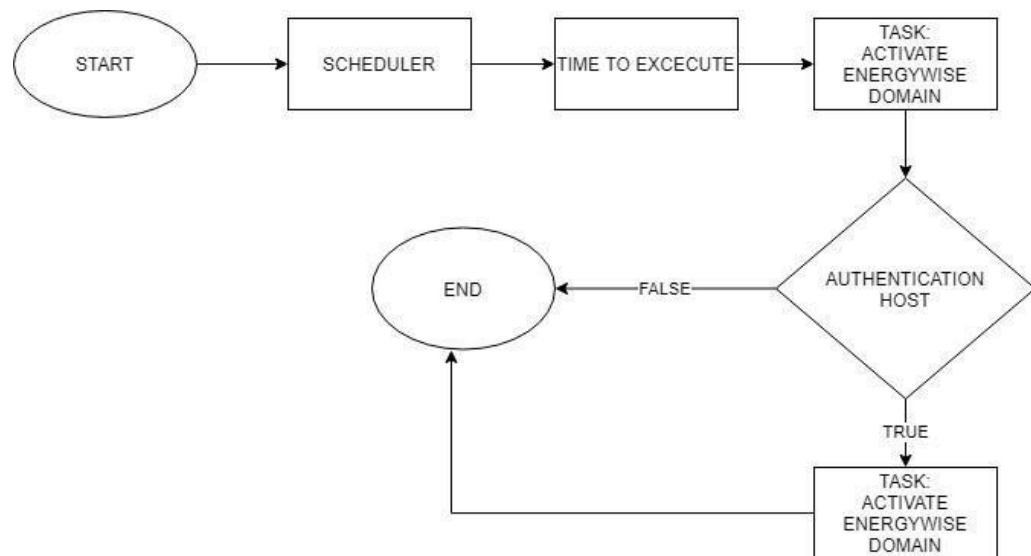 START
SCHEDULER
TIME TO EXCECUTE
TASK:
ACTIVATE
ENERGYWISE
DOMAIN
AUTHENTICATION
HOST
END
FALSE
TRUE
TASK:
ACTIVATE
ENERGYWISE
DOMAIN